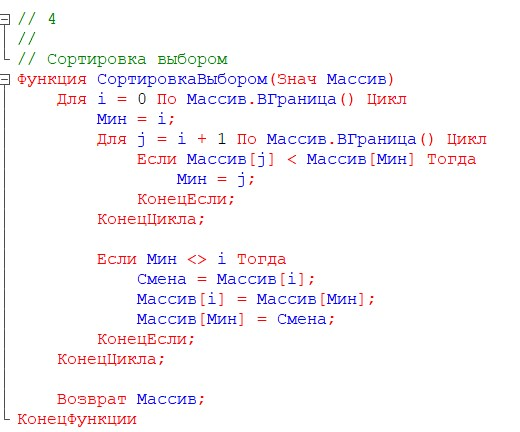 // 4
//
// Сортировка выбором
Функция СортировкаВыбором(Знач Массив)
Для i = 0 По Массив.ВГраница() Цикл
Мин = i;
Для j = i + 1 По Массив.ВГраница() Цикл
Если Массив[j] < Массив[Мин] Тогда
Мин = j;
КонецЕсли;
КонецЦикла;
Если Мин <> i Тогда
Смена = Массив[i];
Массив[i] = Массив[Мин];
Массив[Мин] = Смена;
КонецЕсли;
КонецЦикла;
Возврат Массив;
КонецФункции